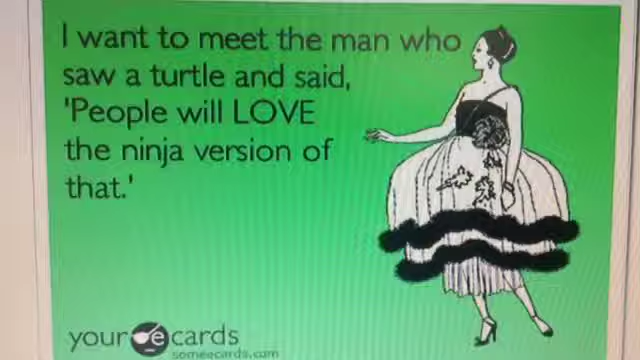 I want to meet the man who
saw a turtle and said,
'People will LOVE
the ninja version of
that.'
your e cards
someecards.com